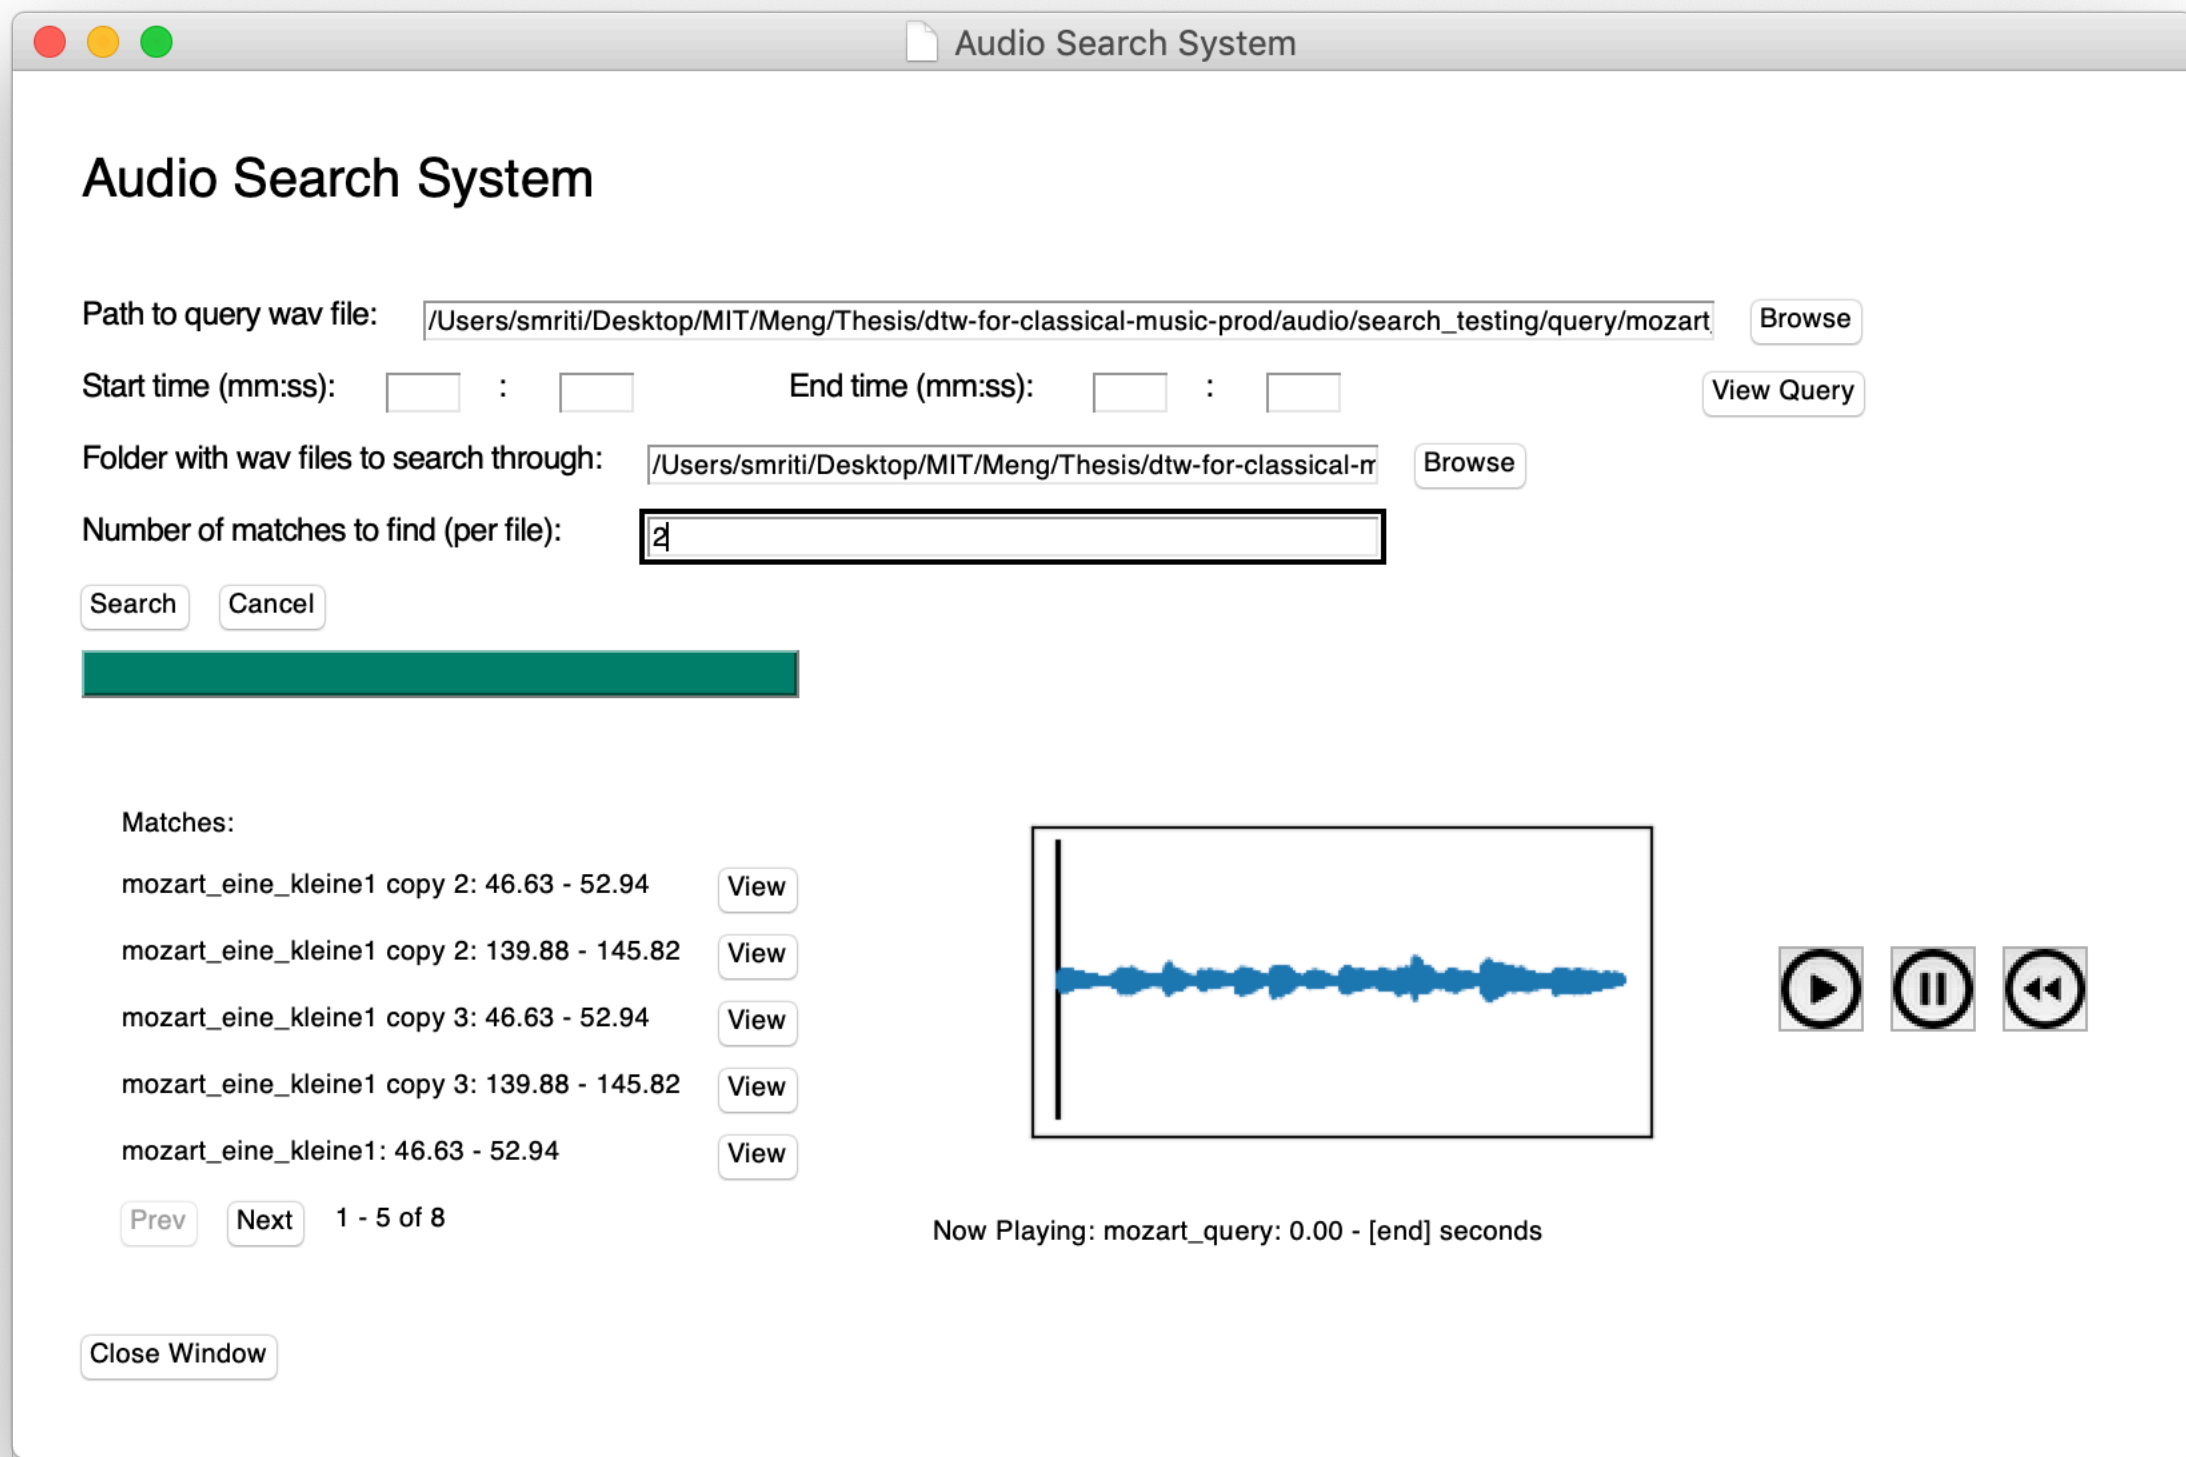 Audio Search System
Audio Search System
Path to query wav file: /Users/smriti/Desktop/MIT/Meng/Thesis/dtw-for-classical-music-prod/audio/search_testing/query/mozart_ Browse
Start time (mm:ss): : End time (mm:ss): : View Query
Folder with wav files to search through: /Users/smriti/Desktop/MIT/Meng/Thesis/dtw-for-classical-m Browse
Number of matches to find (per file): 2
Search Cancel
Matches:
mozart_eine_kleine1 copy 2: 46.63 - 52.94 View
mozart_eine_kleine1 copy 2: 139.88 - 145.82 View
mozart_eine_kleine1 copy 3: 46.63 - 52.94 View
mozart_eine_kleine1 copy 3: 139.88 - 145.82 View
mozart_eine_kleine1: 46.63 - 52.94 View
Prev Next 1 - 5 of 8
Now Playing: mozart_query: 0.00 - [end] seconds
Close Window